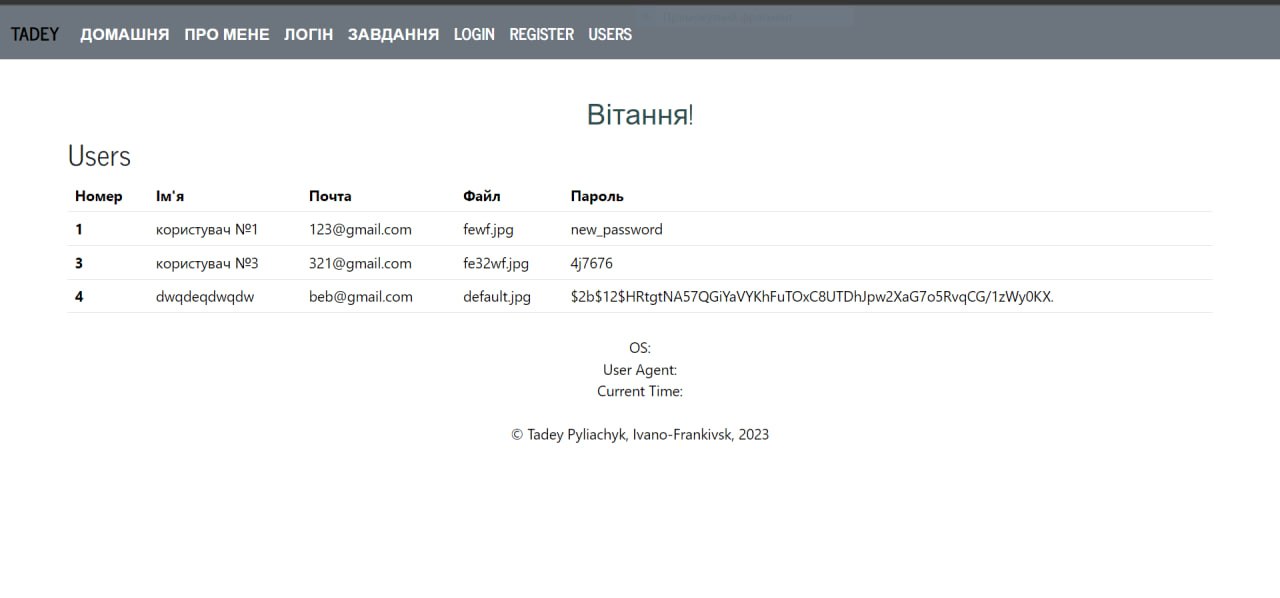 TADEY ДОМАШНЯ ПРО МЕНЕ ЛОГІН ЗАВДАННЯ LOGIN REGISTER USERS
Вітання!
Users
Номер Ім'я Почта Файл Пароль
1 користувач №1 123@gmail.com fewf.jpg new_password
3 користувач №3 321@gmail.com fe32wf.jpg 4j7676
4 dwqdeqdwqdw beb@gmail.com default.jpg $2b$12$HRtgtNA57QGiYaVYKhFuTOxC8UTDhJpw2XaG7o5RvqCG/1zWy0KX.
OS:
User Agent:
Current Time:
© Tadey Pyliachyk, Ivano-Frankivsk, 2023